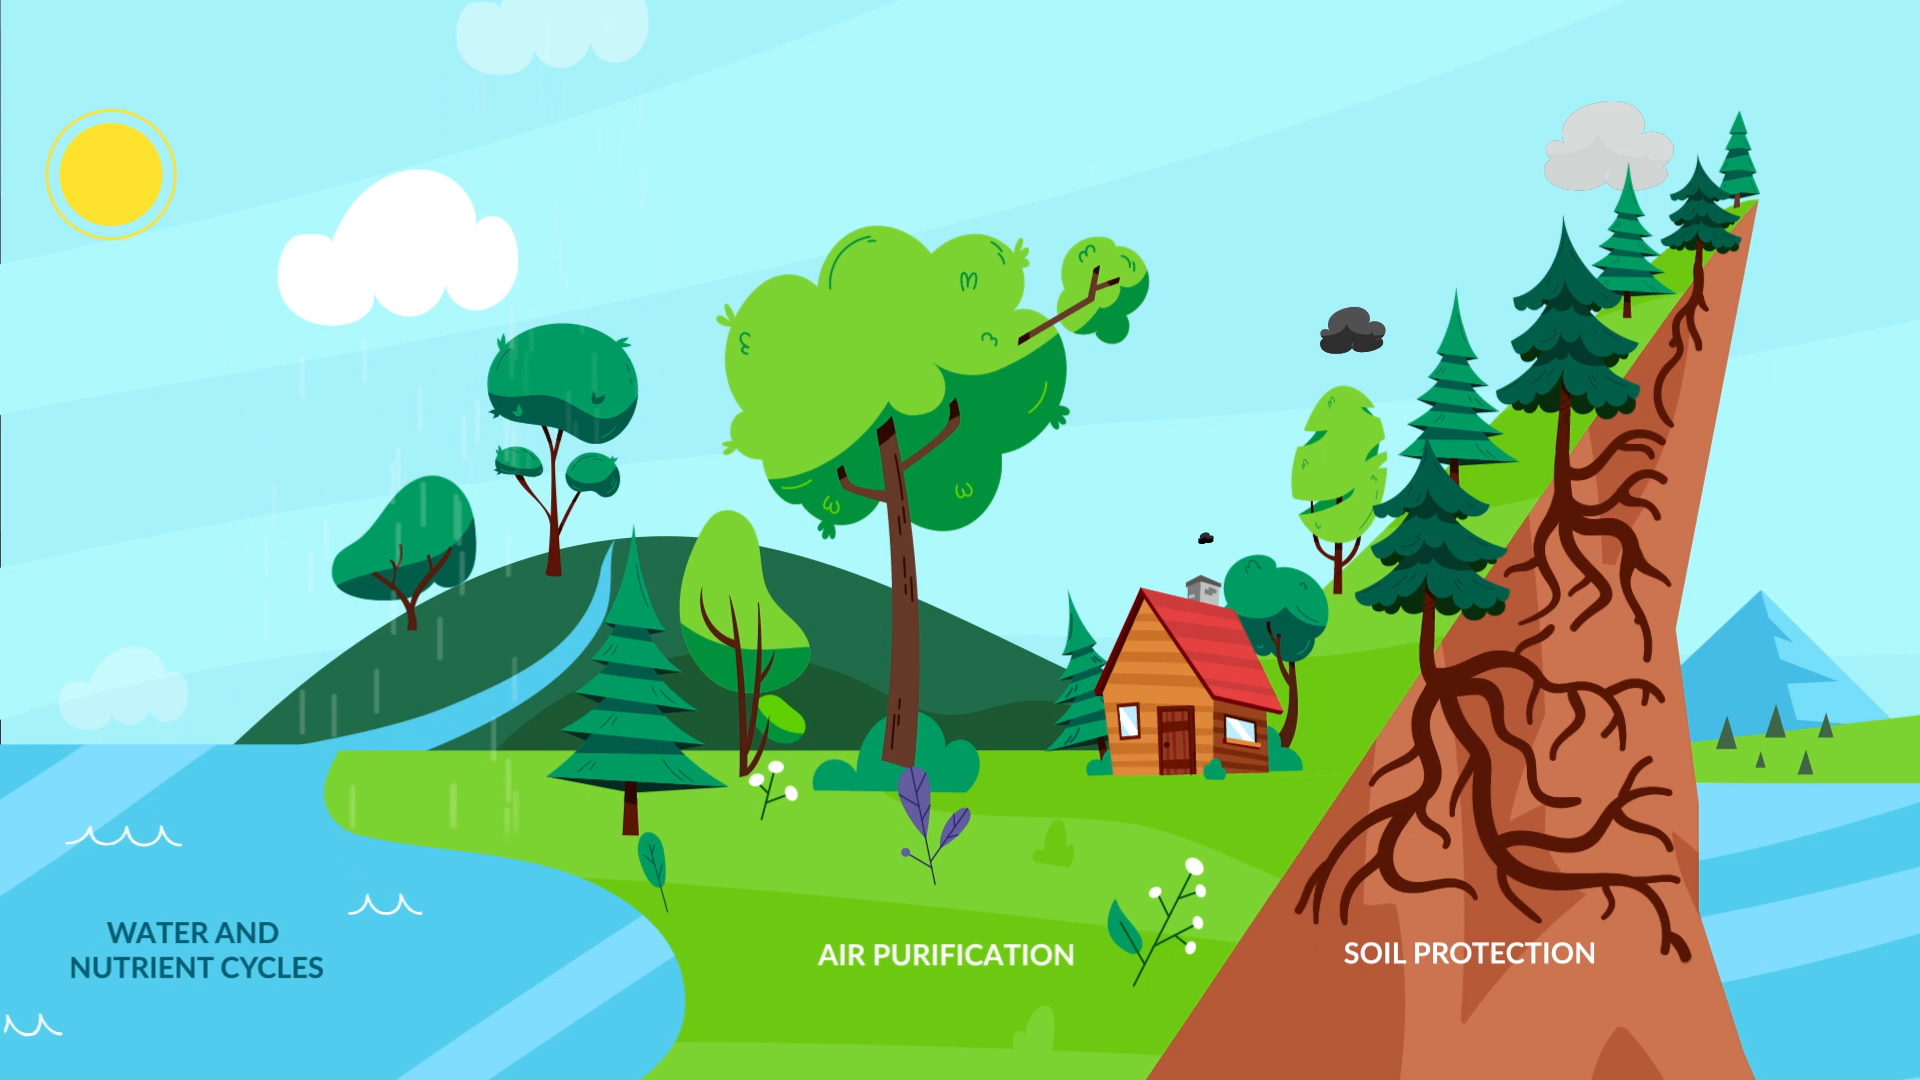 WATER AND
NUTRIENT CYCLES
AIR PURIFICATION
SOIL PROTECTION